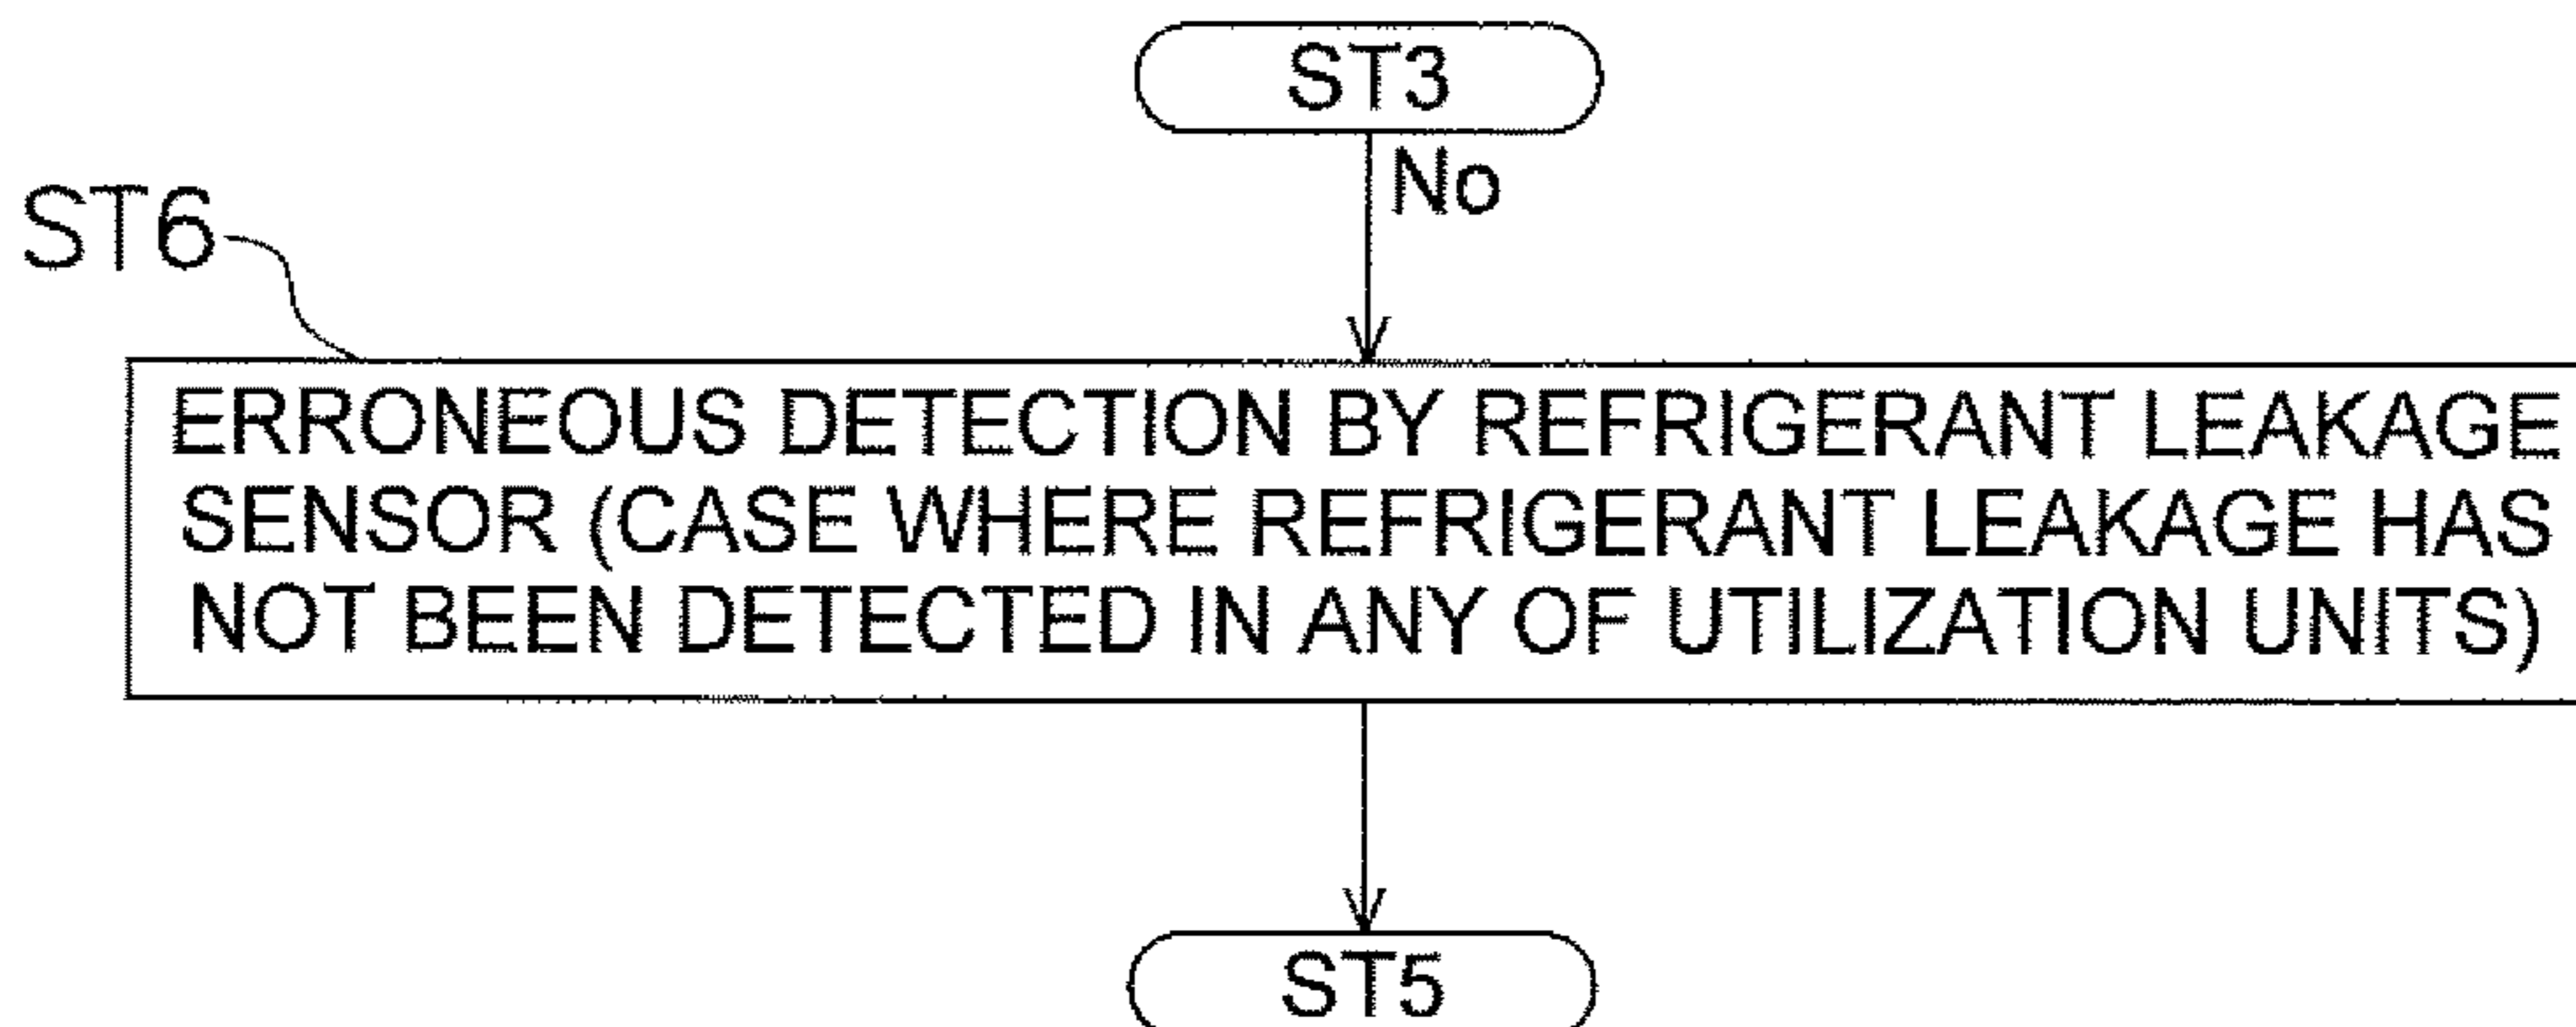 ST3
No
ST6
ERRONEOUS DETECTION BY REFRIGERANT LEAKAGE
SENSOR (CASE WHERE REFRIGERANT LEAKAGE HAS
NOT BEEN DETECTED IN ANY OF UTILIZATION UNITS)
ST5